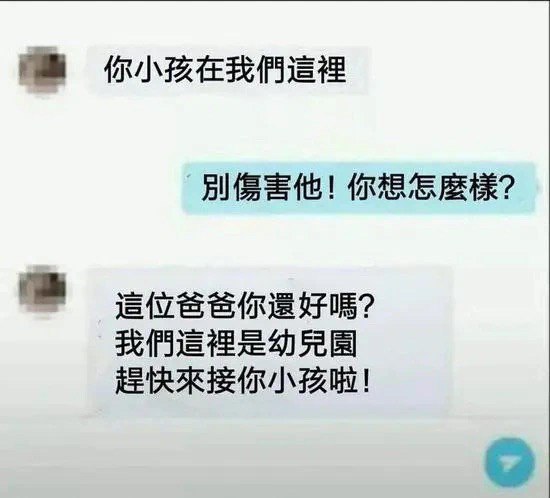 你小孩在我們這裡
別傷害他！你想怎麼樣？
這位爸爸你還好嗎？
我們這裡是幼兒園
趕快來接你小孩啦！